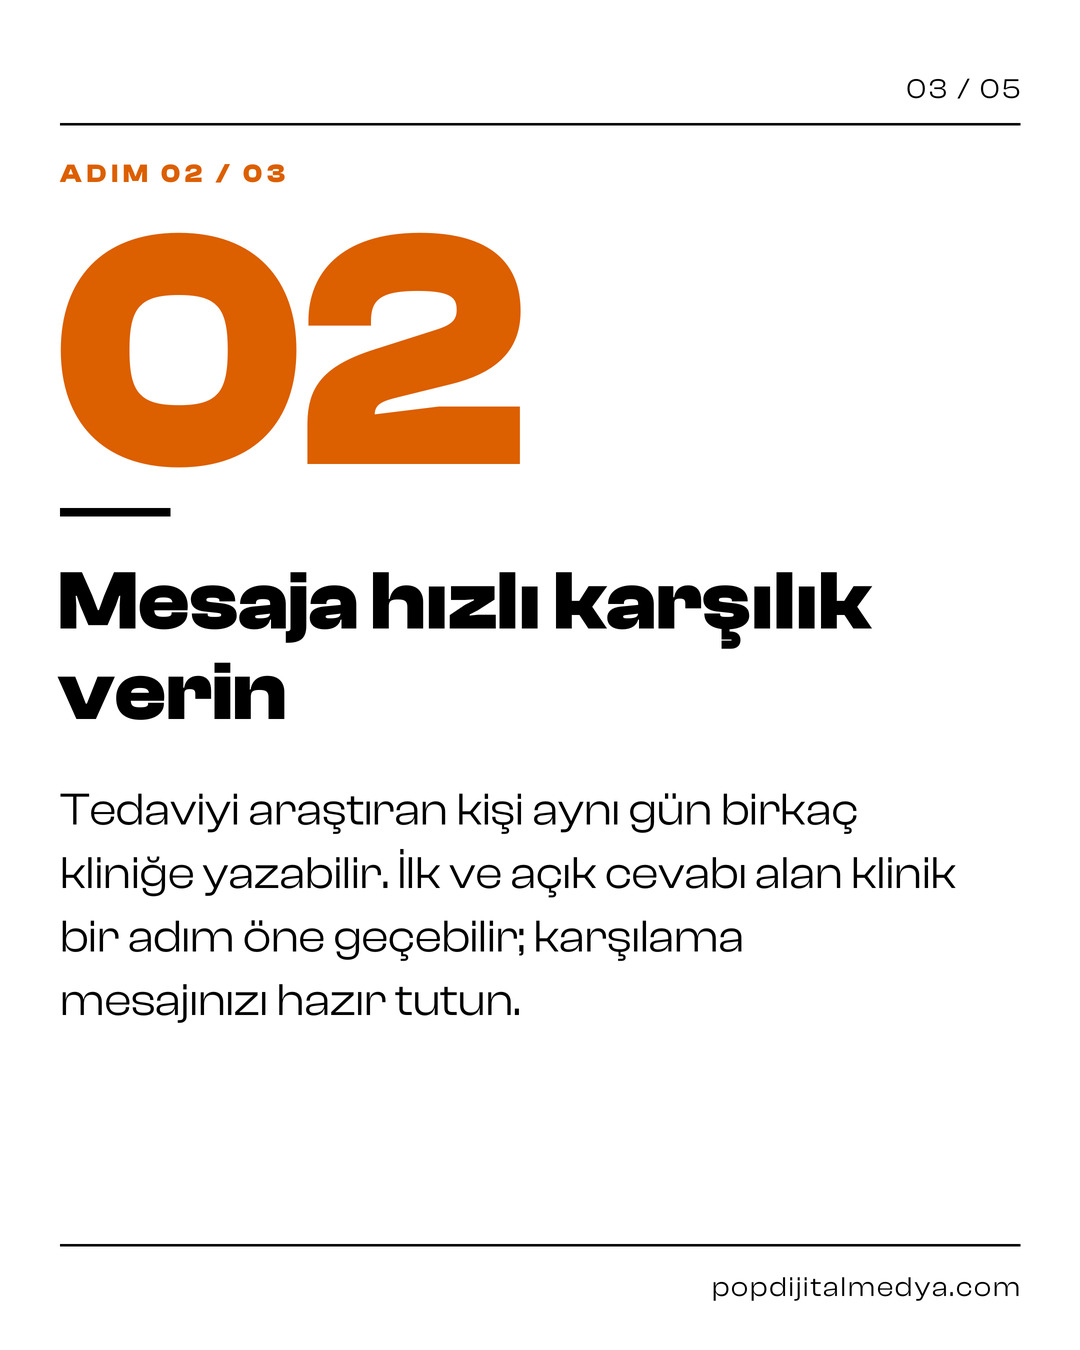 03 / 05
ADIM 02 / 03
02
Mesaja hızlı karşılık
verin
Tedaviyi araştıran kişi aynı gün birkaç
kliniğe yazabilir. İlk ve açık cevabı alan klinik
bir adım öne geçebilir; karşılama
mesajınızı hazır tutun.
popdijitalmedya.com